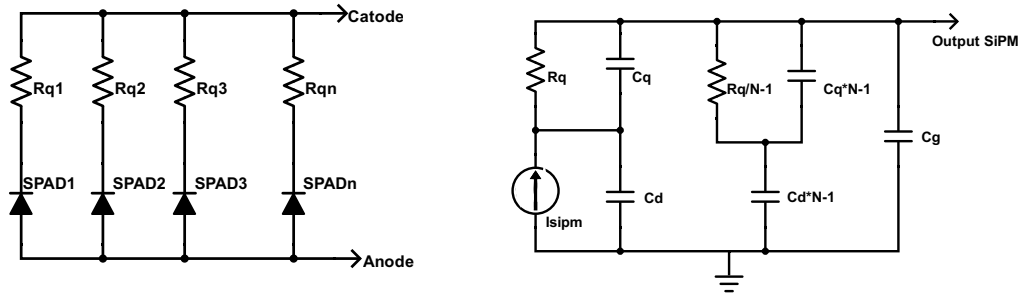 Catode
Rq1
Rq2
Rq3
Rqn
SPAD1
SPAD2
SPAD3
SPADn
Anode
Output SiPM
Rq
Cq
Rq/N-1
Cq*N-1
Cg
Isipm
Cd
Cd*N-1